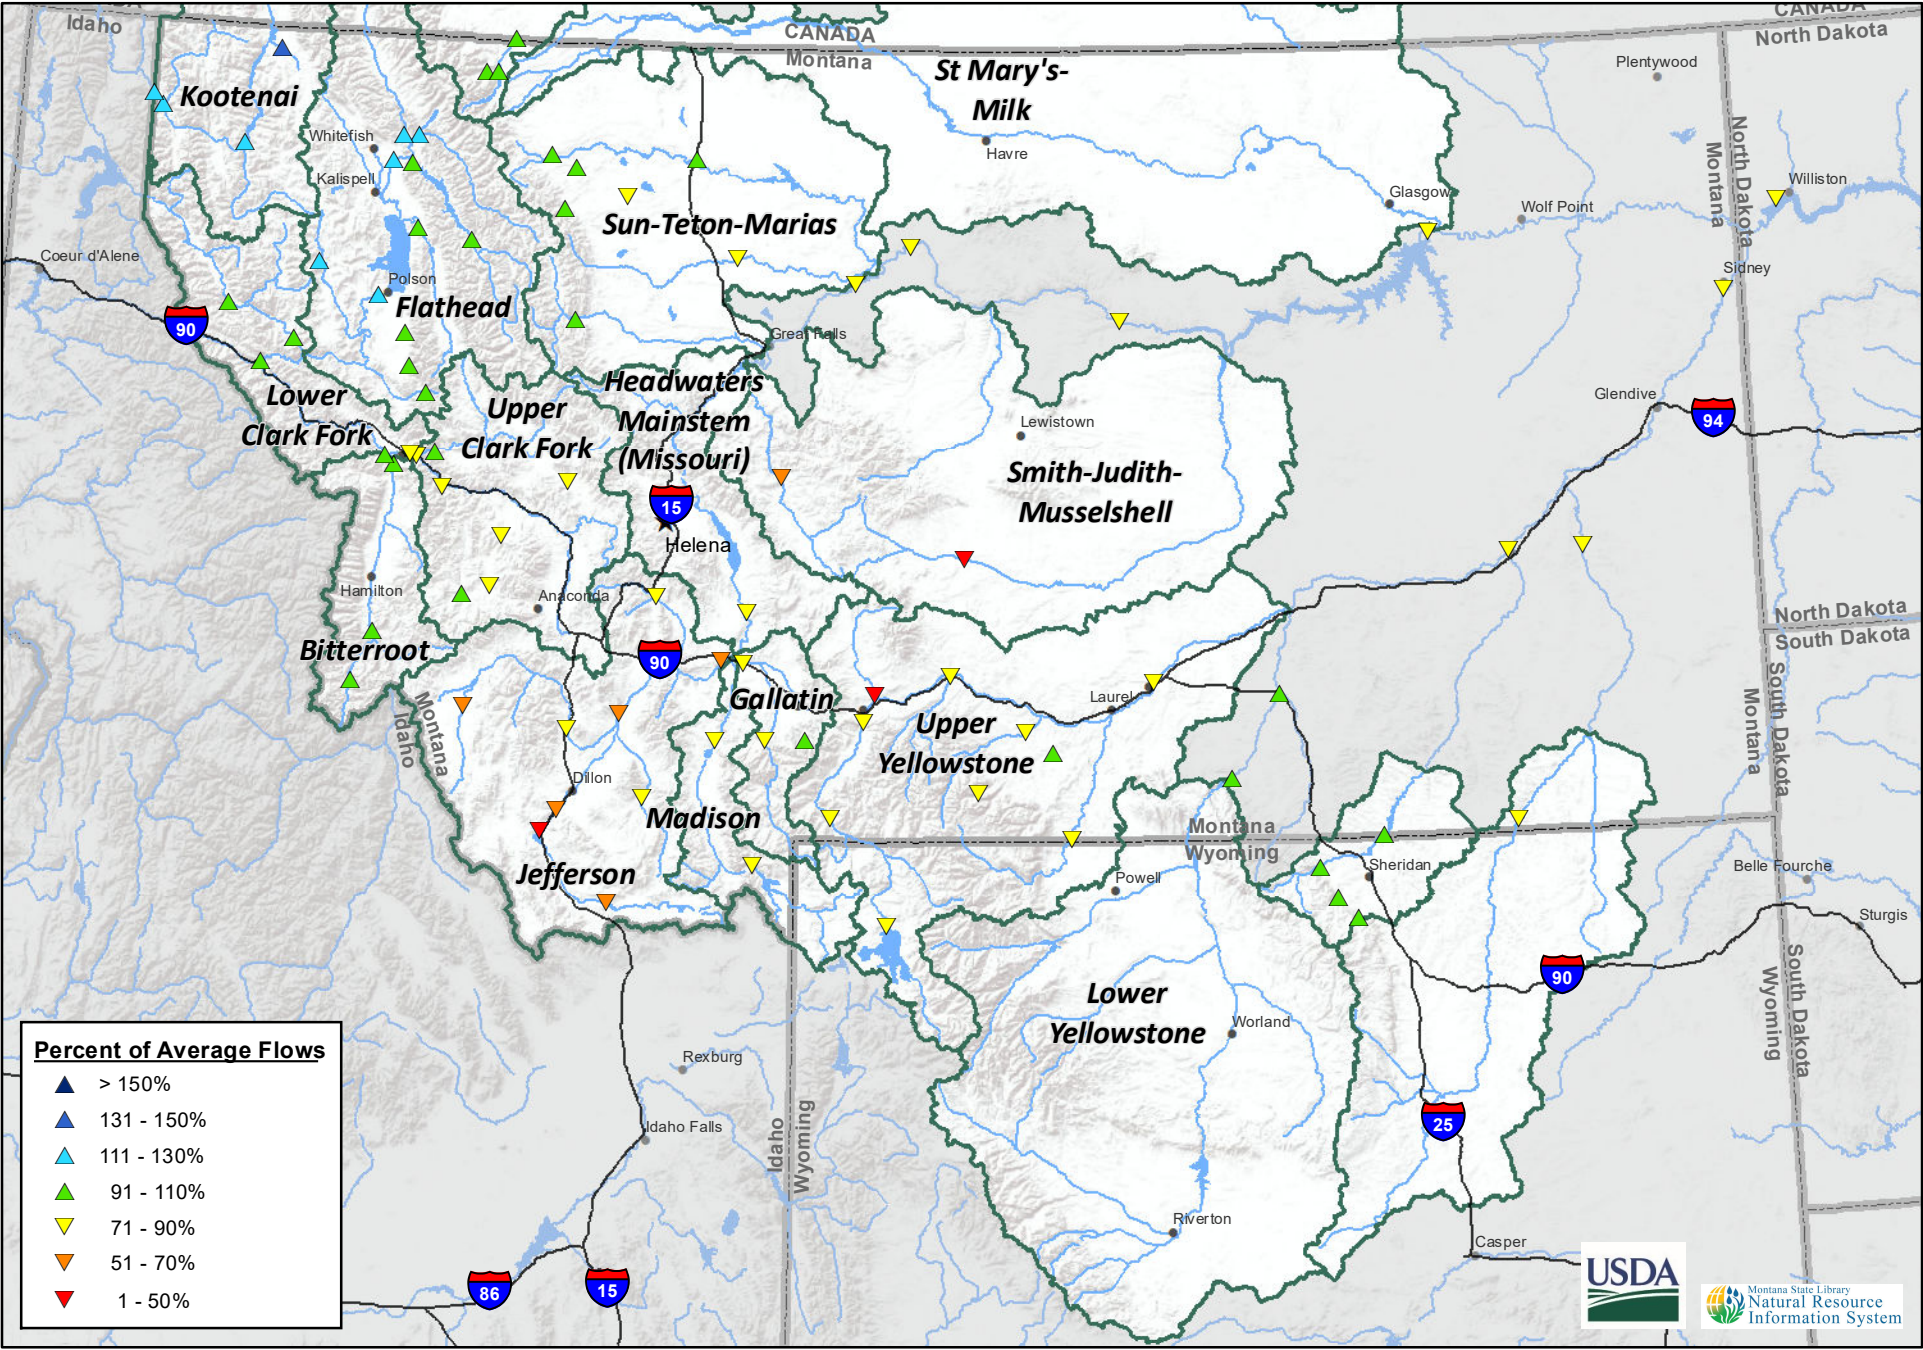 CANADA
Idaho
CANADA
Montana
CANADA
North Dakota
Kootenai
St Mary's-
Milk
Plentywood
Whitefish
Havre
Kalispell
Glasgow
Wolf Point
Williston
North Dakota
Montana
Sun-Teton-Marias
Coeur d'Alene
Polson
Flathead
Sidney
90
Great Falls
Lower
Clark Fork
Upper
Clark Fork
Headwaters
Mainstem
(Missouri)
Lewistown
Glendive
94
Smith-Judith-
Musselshell
15
Helena
Hamilton
Anaconda
Bitterroot
90
North Dakota
South Dakota
Montana
Idaho
Gallatin
Laurel
Upper
Yellowstone
South Dakota
Montana
Dillon
Madison
Jefferson
Montana
Wyoming
Powell
Sheridan
Belle Fourche
Sturgis
Lower
Yellowstone
90
South Dakota
Wyoming
Worland
Rexburg
Idaho Falls
Idaho
Wyoming
25
Riverton
Casper
86
15
Percent of Average Flows
> 150%
131 - 150%
111 - 130%
91 - 110%
71 - 90%
51 - 70%
1 - 50%
USDA
Montana State Library
Natural Resource
Information System